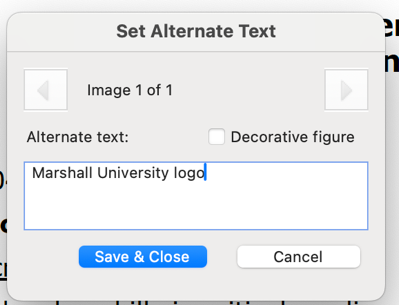 Set Alternate Text
Image 1 of 1
Alternate text:
Decorative figure
Marshall University logo
Save & Close
Cancel